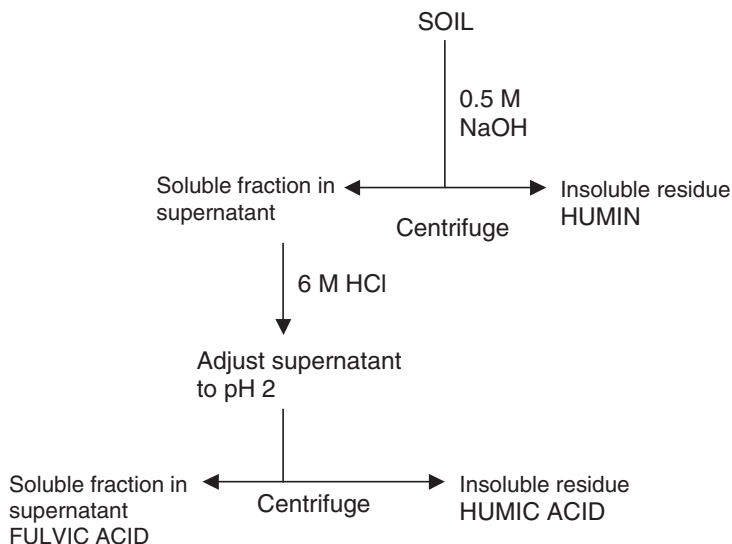 SOIL
0.5 M
NaOH
Soluble fraction in
supernatant
Centrifuge
Insoluble residue
HUMIN
6 M HCl
Adjust supernatant
to pH 2
Soluble fraction in
supernatant
FULVIC ACID
Centrifuge
Insoluble residue
HUMIC ACID